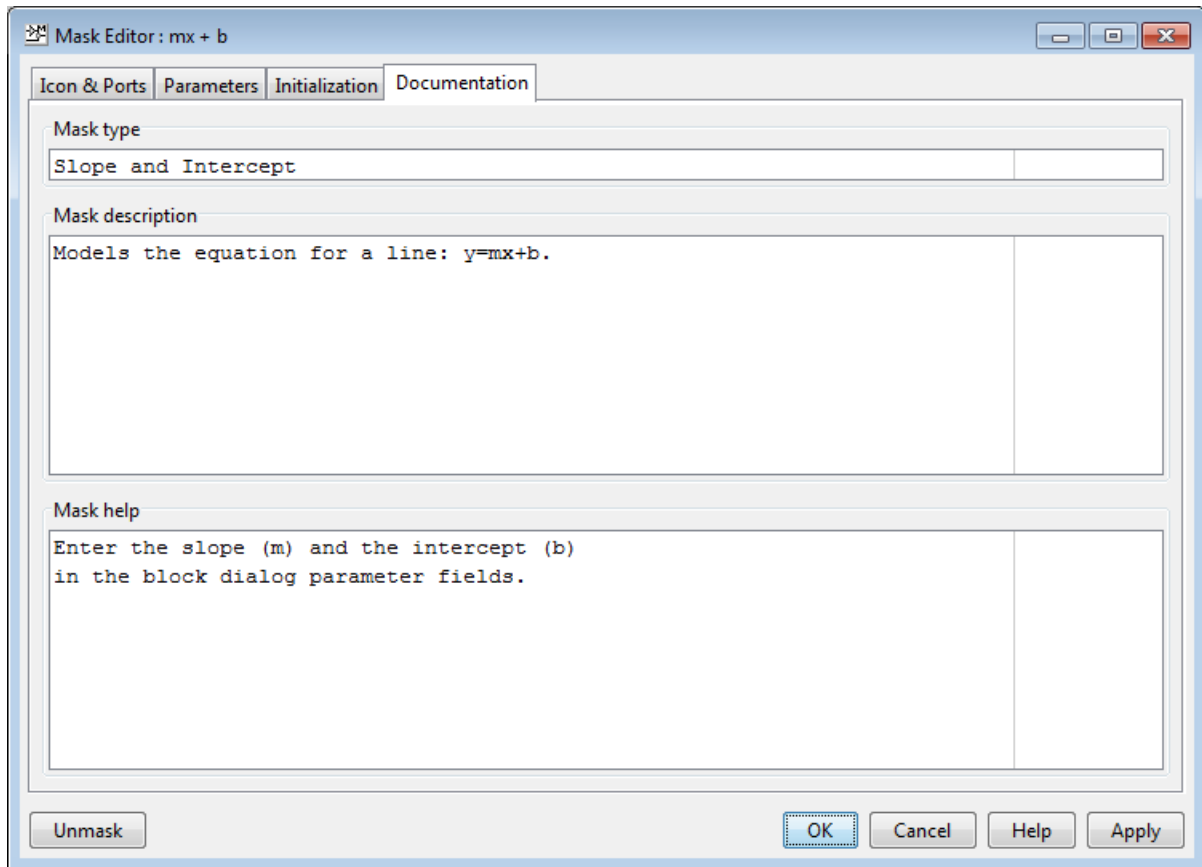 Mask Editor : mx + b
Icon & Ports Parameters Initialization Documentation
Mask type
Slope and Intercept
Mask description
Models the equation for a line: y=mx+b.
Mask help
Enter the slope (m) and the intercept (b)
in the block dialog parameter fields.
Unmask OK Cancel Help Apply